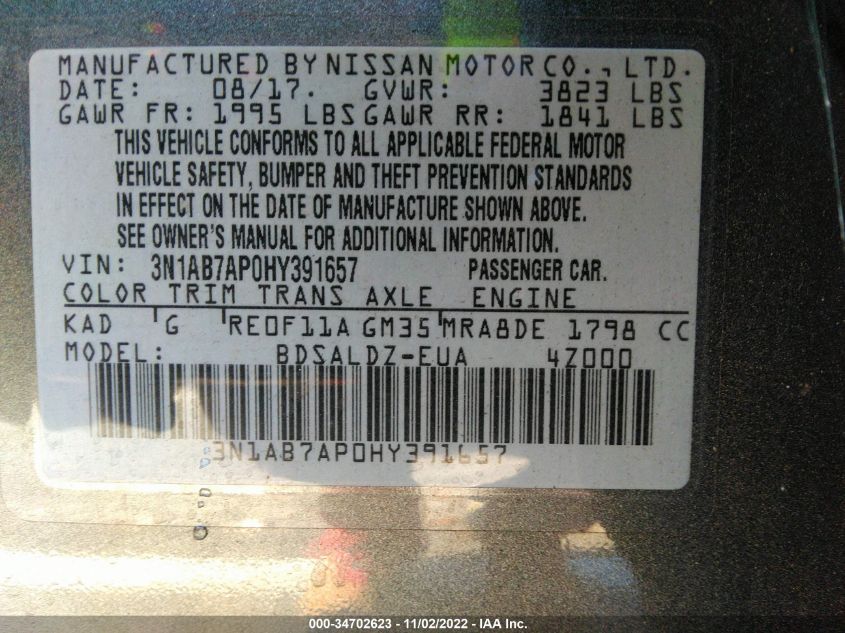 MANUFACTURED BY NISSAN MOTOR CO., LTD.
DATE: 08/17. GVWR: 3823 LBS
GAWR FR: 1995 LBS GAWR RR: 1841 LBS
THIS VEHICLE CONFORMS TO ALL APPLICABLE FEDERAL MOTOR
VEHICLE SAFETY, BUMPER AND THEFT PREVENTION STANDARDS
IN EFFECT ON THE DATE OF MANUFACTURE SHOWN ABOVE.
SEE OWNER'S MANUAL FOR ADDITIONAL INFORMATION.
VIN: 3N1AB7AP0HY391657 PASSENGER CAR.
COLOR TRIM TRANS AXLE ENGINE
KAD G RE0F11A GM35 MRA8DE 1798 CC
MODEL: BDSALDZ-EUA 4Z000
3N1AB7AP0HY391657
000-34702623 - 11/02/2022 - IAA Inc.